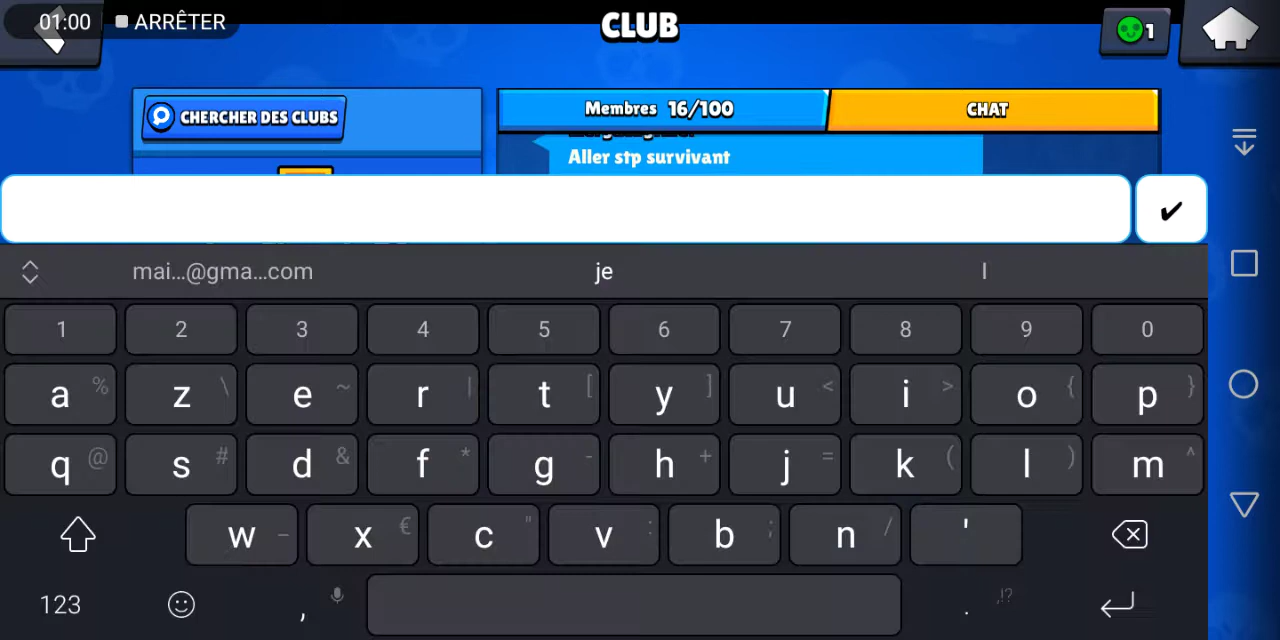 01:00 ARRÊTER
CLUB
1
CHERCHER DES CLUBS
Membres 16/100
CHAT
Aller stp survivant
✔
mai...@gma...com
je
I
1 2 3 4 5 6 7 8 9 0
a % z \ e ~ r | t [ y ] u < i > o { p }
q @ s # d & f * g - h + j = k ( l ) m ^
w _ x € c " v : b ; n / '
123 , . ,!?